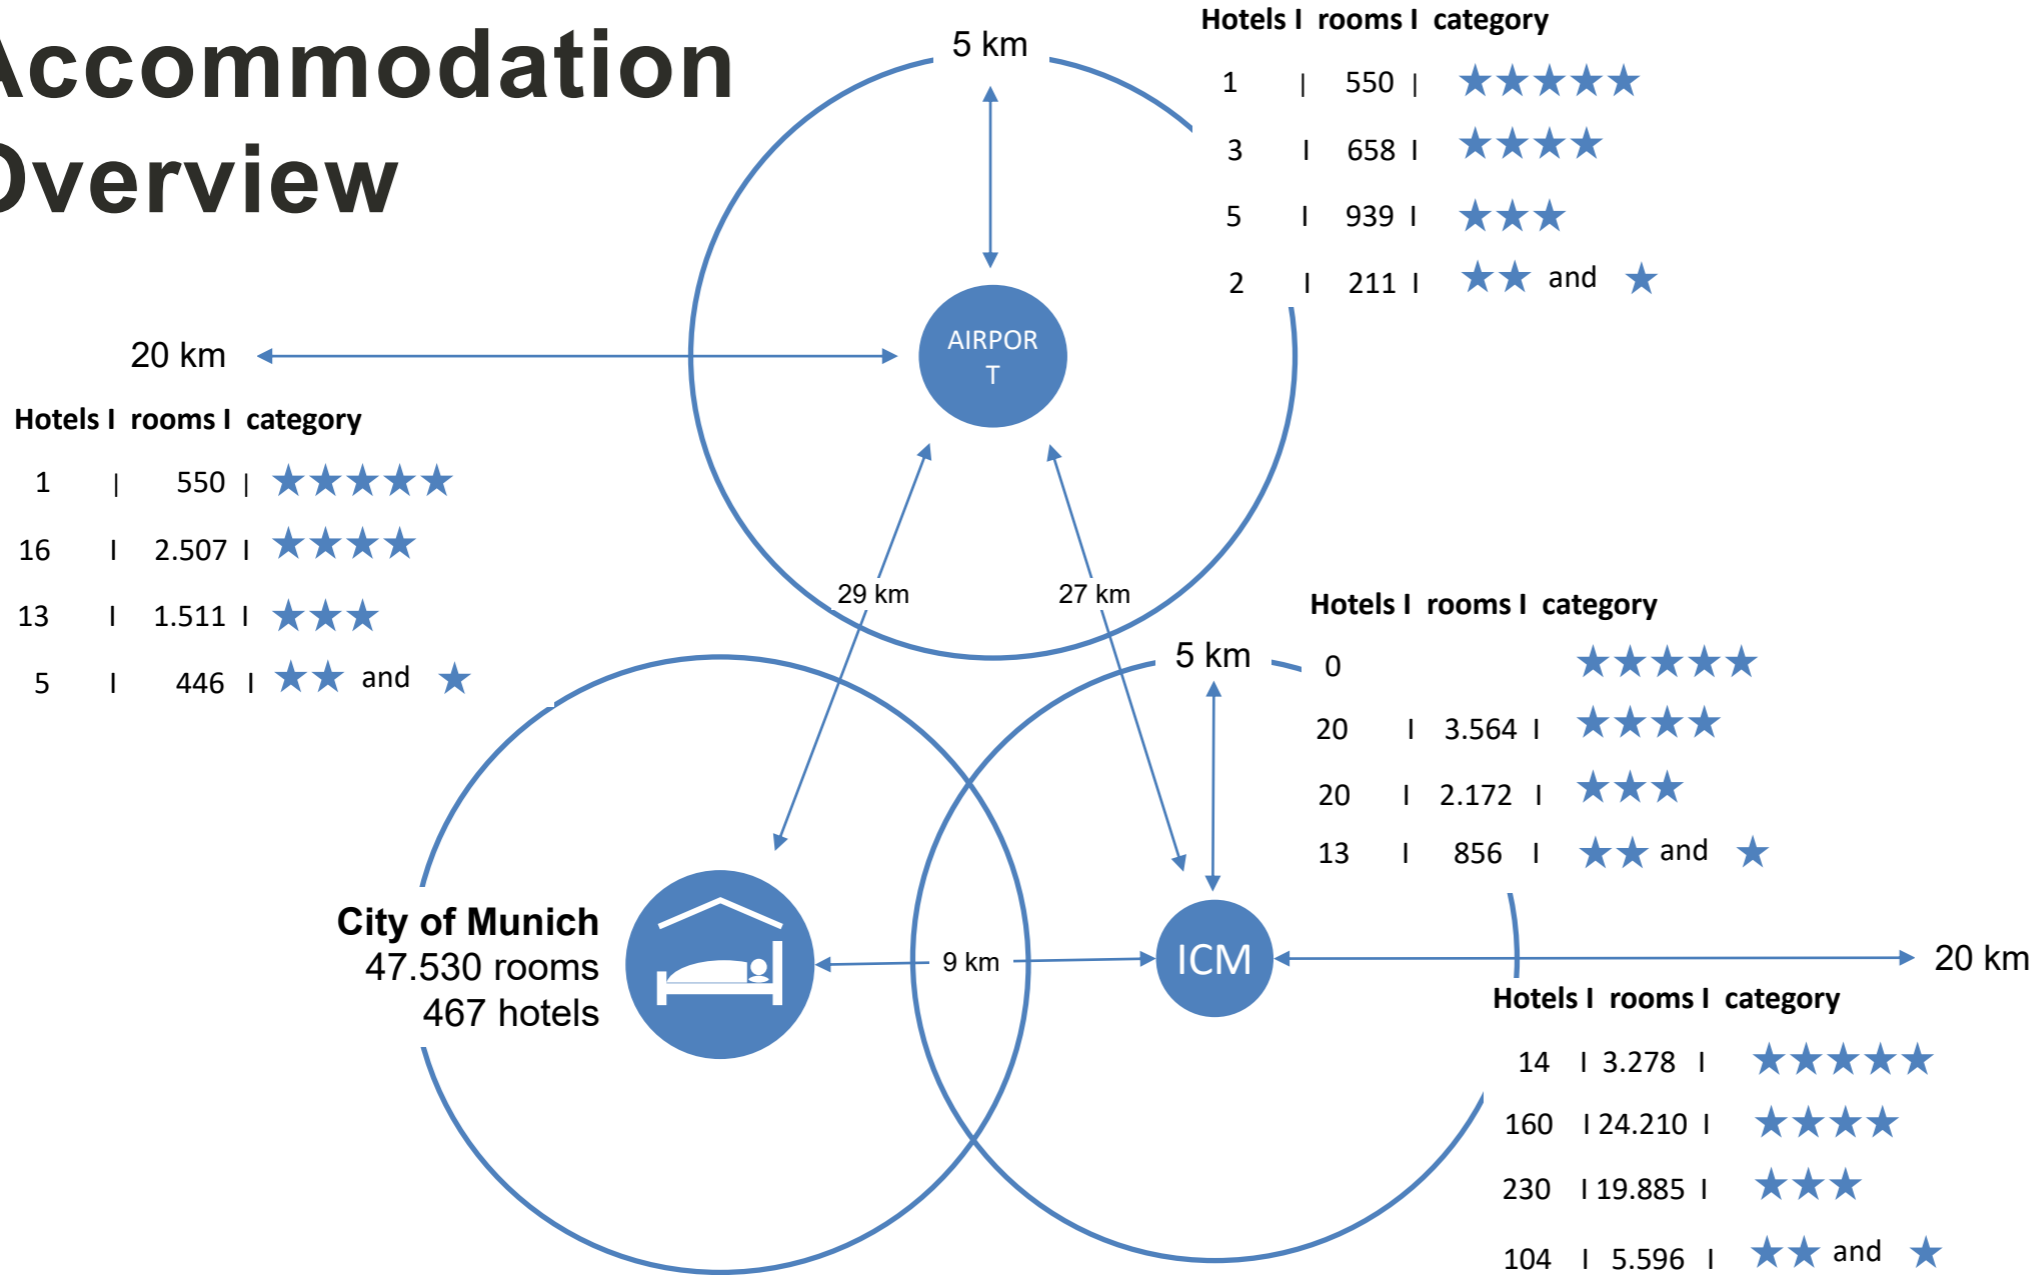 Accommodation
Overview
5 km
Hotels I rooms I category
1 | 550 | ★★★★★
3 I 658 I ★★★★
5 I 939 I ★★★
2 I 211 I ★★ and ★
AIRPOR
T
20 km
Hotels I rooms I category
1 | 550 | ★★★★★
16 I 2.507 I ★★★★
13 I 1.511 I ★★★
5 I 446 I ★★ and ★
29 km
27 km
5 km
Hotels I rooms I category
0 ★★★★★
20 I 3.564 I ★★★★
20 I 2.172 I ★★★
13 I 856 I ★★ and ★
City of Munich
47.530 rooms
467 hotels
9 km
ICM
20 km
Hotels I rooms I category
14 I 3.278 I ★★★★★
160 I 24.210 I ★★★★
230 I 19.885 I ★★★
104 I 5.596 I ★★ and ★